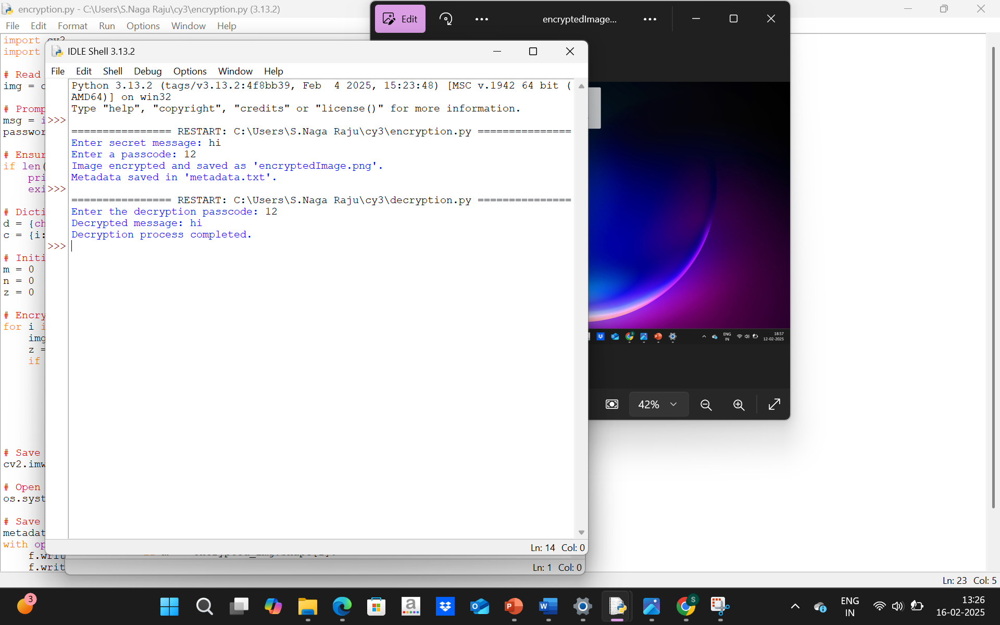 encryption.py - C:\Users\S.Naga Raju\cy3\encryption.py (3.13.2)
File Edit Format Run Options Window Help
import cv2
import
# Read
img = c
# Promp
msg = i
passwor
# Ensur
if len(
pri
exi
# Dicti
d = {ch
c = {i:
# Initi
m = 0
n = 0
z = 0
# Encry
for i i
img
z =
if
# Save
cv2.imw
# Open
os.syst
# Save
metadat
with op
f.writ
f.writ
Edit
encryptedImage...
IDLE Shell 3.13.2
File Edit Shell Debug Options Window Help
Python 3.13.2 (tags/v3.13.2:4f8bb39, Feb  4 2025, 15:23:48) [MSC v.1942 64 bit (
AMD64)] on win32
Type "help", "copyright", "credits" or "license()" for more information.
>>>
================ RESTART: C:\Users\S.Naga Raju\cy3\encryption.py ===============
Enter secret message: hi
Enter a passcode: 12
Image encrypted and saved as 'encryptedImage.png'.
Metadata saved in 'metadata.txt'.
>>>
================ RESTART: C:\Users\S.Naga Raju\cy3\decryption.py ===============
Enter the decryption passcode: 12
Decrypted message: hi
Decryption process completed.
>>>
Ln: 14 Col: 0
Ln: 1 Col: 0
ENG
IN
18:57
12-02-2025
42%
Ln: 23 Col: 5
3
S
ENG
IN
13:26
16-02-2025